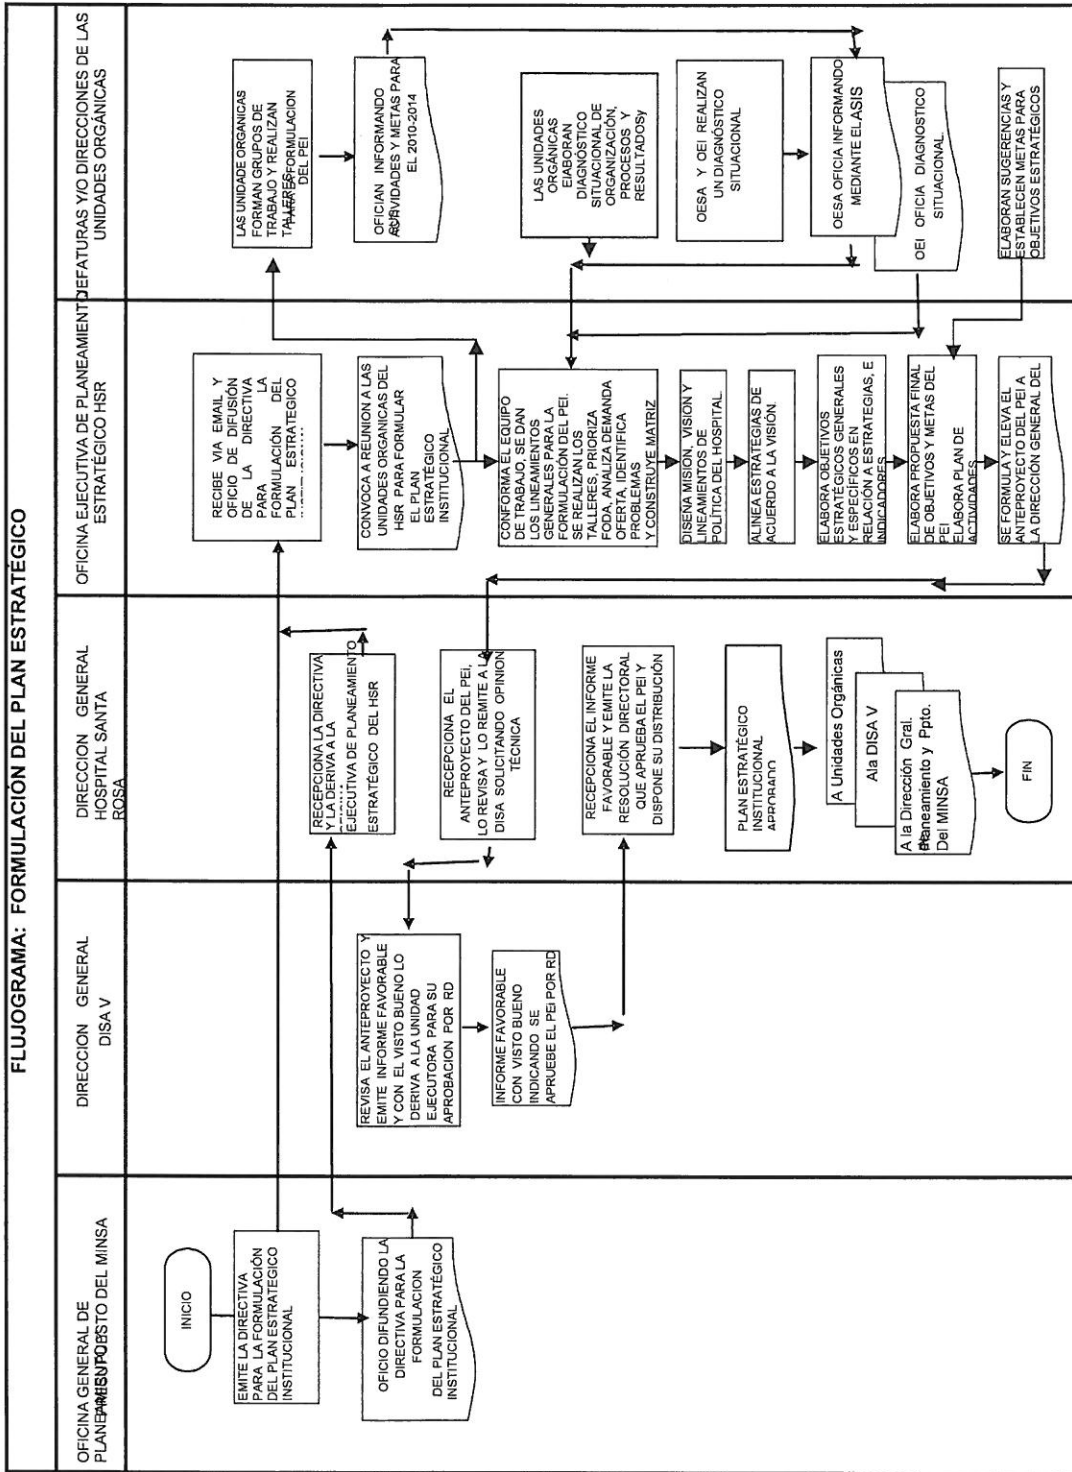 FLUJOGRAMA: FORMULACIÓN DEL PLAN ESTRATÉGICO
OFICINA GENERAL DE
PLANEAMIENTO Y
PRESUPUESTO DEL MINSA
DIRECCION GENERAL
DISA V
DIRECCION GENERAL
HOSPITAL SANTA
ROSA
OFICINA EJECUTIVA DE PLANEAMIENTO
ESTRATÉGICO HSR
JEFATURAS Y/O DIRECCIONES DE LAS
UNIDADES ORGÁNICAS
INICIO
EMITE LA DIRECTIVA
PARA LA FORMULACIÓN
DEL PLAN ESTRATEGICO
INSTITUCIONAL
OFICIO DIFUNDIENDO LA
DIRECTIVA PARA LA
FORMULACION
DEL PLAN ESTRATÉGICO
INSTITUCIONAL
REVISA EL ANTEPROYECTO Y
EMITE INFORME FAVORABLE
Y CON EL VISTO BUENO LO
DERIVA A LA UNIDAD
EJECUTORA PARA SU
APROBACION POR RD
INFORME FAVORABLE
CON VISTO BUENO
INDICANDO SE
APRUEBE EL PEI POR RD
RECEPCIONA LA DIRECTIVA
Y LA DERIVA A LA
EJECUTIVA DE PLANEAMIENTO
ESTRATÉGICO DEL HSR
RECEPCIONA EL
ANTEPROYECTO DEL PEI,
LO REVISA Y LO REMITE A LA
DISA SOLICITANDO OPINION
TÉCNICA
RECEPCIONA EL INFORME
FAVORABLE Y EMITE LA
RESOLUCIÓN DIRECTORAL
QUE APRUEBA EL PEI Y
DISPONE SU DISTRIBUCIÓN
PLAN ESTRATÉGICO
INSTITUCIONAL
APROBADO
A Unidades Orgánicas
Ala DISA V
A la Dirección Gral.
Planeamiento y Ppto.
Del MINSA
FIN
RECIBE VIA EMAIL Y
OFICIO DE DIFUSIÓN
DE LA DIRECTIVA
PARA LA
FORMULACIÓN DEL
PLAN ESTRATEGICO
CONVOCA A REUNION A LAS
UNIDADES ORGANICAS DEL
HSR PARA FORMULAR
EL PLAN
ESTRATÉGICO
INSTITUCIONAL
CONFORMA EL EQUIPO
DE TRABAJO, SE DAN
LOS LINEAMIENTOS
GENERALES PARA LA
FORMULACIÓN DEL PEI.
SE REALIZAN LOS
TALLERES, PRIORIZA
FODA, ANALIZA DEMANDA
OFERTA, IDENTIFICA
PROBLEMAS
Y CONSTRUYE MATRIZ
DISEÑA MISIÓN, VISIÓN Y
LINEAMIENTOS DE
POLÍTICA DEL HOSPITAL.
ALINEA ESTRATEGIAS DE
ACUERDO A LA VISIÓN.
ELABORA OBJETIVOS
ESTRATÉGICOS GENERALES
Y ESPECÍFICOS EN
RELACIÓN A ESTRATEGIAS, E
INDICADORES
ELABORA PROPUESTA FINAL
DE OBJETIVOS Y METAS DEL
PEI
ELABORA PLAN DE
ACTIVIDADES
SE FORMULA Y ELEVA EL
ANTEPROYECTO DEL PEI A
LA DIRECCIÓN GENERAL DEL
LAS UNIDADE ORGANICAS
FORMAN GRUPOS DE
TRABAJO Y REALIZAN
TALLERES
PARA LA FORMULACION
DEL PEI
OFICIAN INFORMANDO
ACTIVIDADES Y METAS PARA
EL 2010-2014
LAS UNIDADES
ORGÁNICAS
ElABORAN
DIAGNÓSTICO
SITUACIONAL DE
ORGANIZACIÓN,
PROCESOS Y
RESULTADOSy
OESA Y OEI REALIZAN
UN DIAGNÓSTICO
SITUACIONAL
OESA OFICIA INFORMANDO
MEDIANTE EL ASIS
OEI OFICIA DIAGNOSTICO
SITUACIONAL.
ELABORAN SUGERENCIAS Y
ESTABLECEN METAS PARA
OBJETIVOS ESTRATÉGICOS